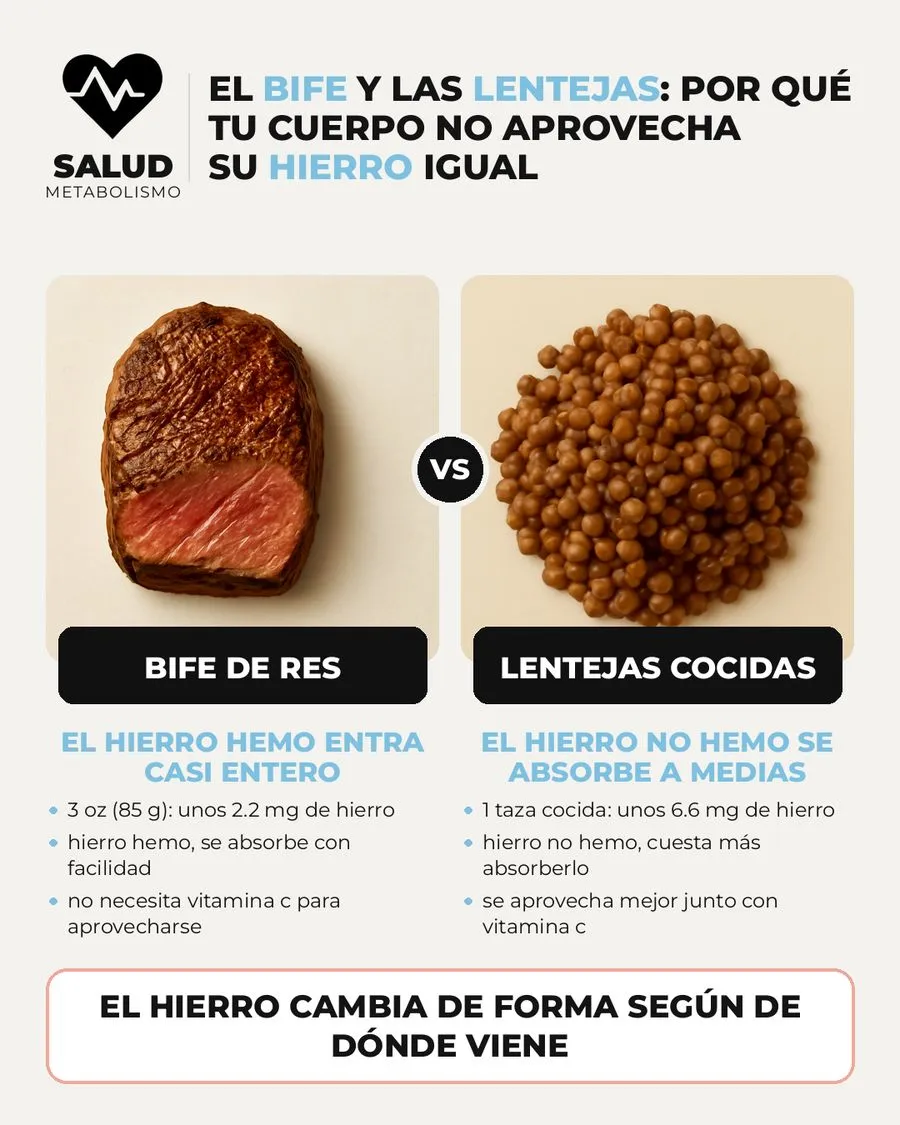 SALUD
METABOLISMO
EL BIFE Y LAS LENTEJAS: POR QUÉ
TU CUERPO NO APROVECHA
SU HIERRO IGUAL
VS
BIFE DE RES
EL HIERRO HEMO ENTRA
CASI ENTERO
3 oz (85 g): unos 2.2 mg de hierro
hierro hemo, se absorbe con
facilidad
no necesita vitamina c para
aprovecharse
LENTEJAS COCIDAS
EL HIERRO NO HEMO SE
ABSORBE A MEDIAS
1 taza cocida: unos 6.6 mg de hierro
hierro no hemo, cuesta más
absorberlo
se aprovecha mejor junto con
vitamina c
EL HIERRO CAMBIA DE FORMA SEGÚN DE
DÓNDE VIENE